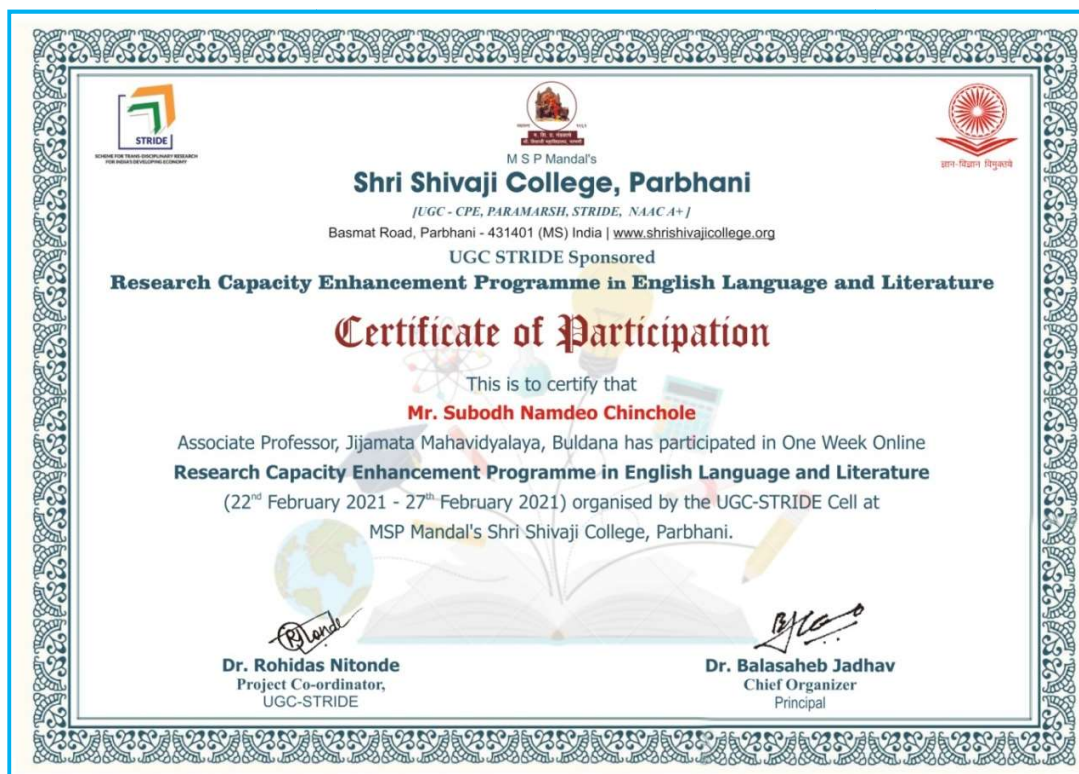 STRIDE
SCHEME FOR TRANS-DISCIPLINARY RESEARCH
FOR INDIA'S DEVELOPING ECONOMY
ज्ञान-विज्ञान विमुक्तये
M S P Mandal's
Shri Shivaji College, Parbhani
[UGC - CPE, PARAMARSH, STRIDE, NAAC A+]
Basmat Road, Parbhani - 431401 (MS) India | www.shrishivajicollege.org
UGC STRIDE Sponsored
Research Capacity Enhancement Programme in English Language and Literature
Certificate of Participation
This is to certify that
Mr. Subodh Namdeo Chinchole
Associate Professor, Jijamata Mahavidyalaya, Buldana has participated in One Week Online
Research Capacity Enhancement Programme in English Language and Literature
(22nd February 2021 - 27th February 2021) organised by the UGC-STRIDE Cell at
MSP Mandal's Shri Shivaji College, Parbhani.
Dr. Rohidas Nitonde
Project Co-ordinator,
UGC-STRIDE
Dr. Balasaheb Jadhav
Chief Organizer
Principal